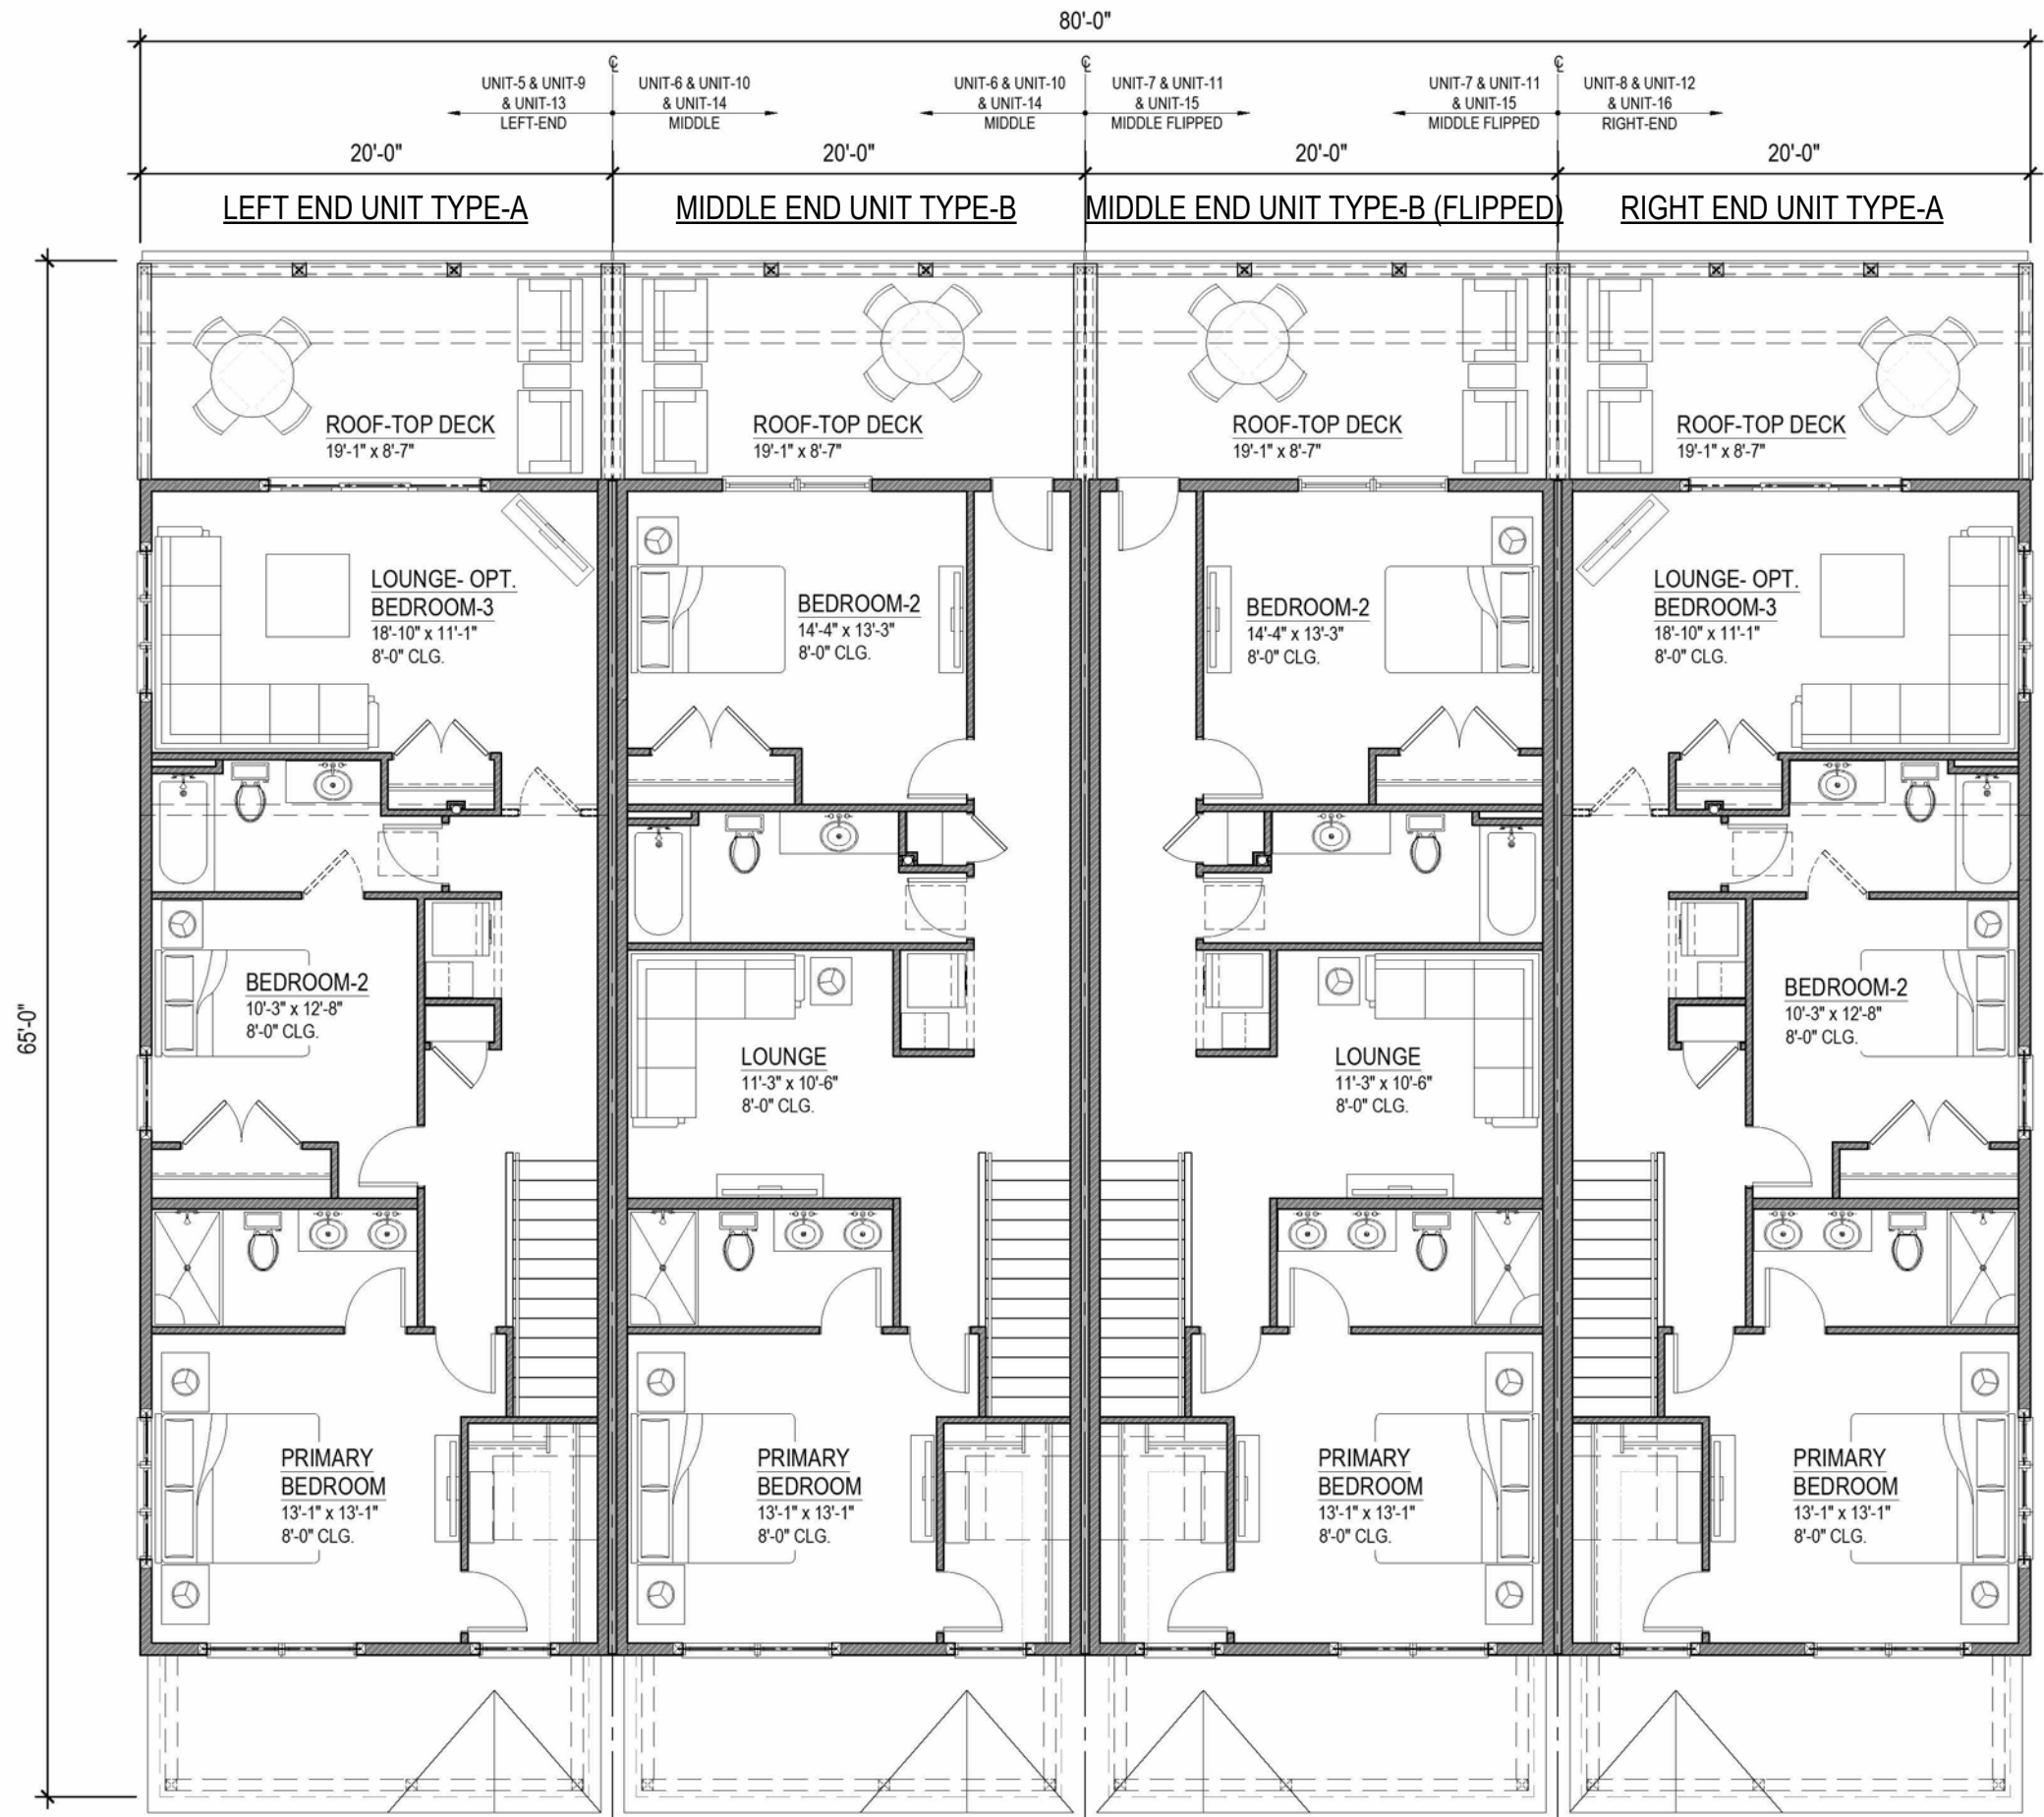 80'-0"
UNIT-5 & UNIT-9
& UNIT-13
LEFT-END
UNIT-6 & UNIT-10
& UNIT-14
MIDDLE
UNIT-6 & UNIT-10
& UNIT-14
MIDDLE
UNIT-7 & UNIT-11
& UNIT-15
MIDDLE FLIPPED
UNIT-7 & UNIT-11
& UNIT-15
MIDDLE FLIPPED
UNIT-8 & UNIT-12
& UNIT-16
RIGHT-END
20'-0"
20'-0"
20'-0"
20'-0"
LEFT END UNIT TYPE-A
MIDDLE END UNIT TYPE-B
MIDDLE END UNIT TYPE-B (FLIPPED)
RIGHT END UNIT TYPE-A
65'-0"
ROOF-TOP DECK
19'-1" x 8'-7"
ROOF-TOP DECK
19'-1" x 8'-7"
ROOF-TOP DECK
19'-1" x 8'-7"
ROOF-TOP DECK
19'-1" x 8'-7"
LOUNGE- OPT.
BEDROOM-3
18'-10" x 11'-1"
8'-0" CLG.
BEDROOM-2
14'-4" x 13'-3"
8'-0" CLG.
BEDROOM-2
14'-4" x 13'-3"
8'-0" CLG.
LOUNGE- OPT.
BEDROOM-3
18'-10" x 11'-1"
8'-0" CLG.
BEDROOM-2
10'-3" x 12'-8"
8'-0" CLG.
LOUNGE
11'-3" x 10'-6"
8'-0" CLG.
LOUNGE
11'-3" x 10'-6"
8'-0" CLG.
BEDROOM-2
10'-3" x 12'-8"
8'-0" CLG.
PRIMARY
BEDROOM
13'-1" x 13'-1"
8'-0" CLG.
PRIMARY
BEDROOM
13'-1" x 13'-1"
8'-0" CLG.
PRIMARY
BEDROOM
13'-1" x 13'-1"
8'-0" CLG.
PRIMARY
BEDROOM
13'-1" x 13'-1"
8'-0" CLG.